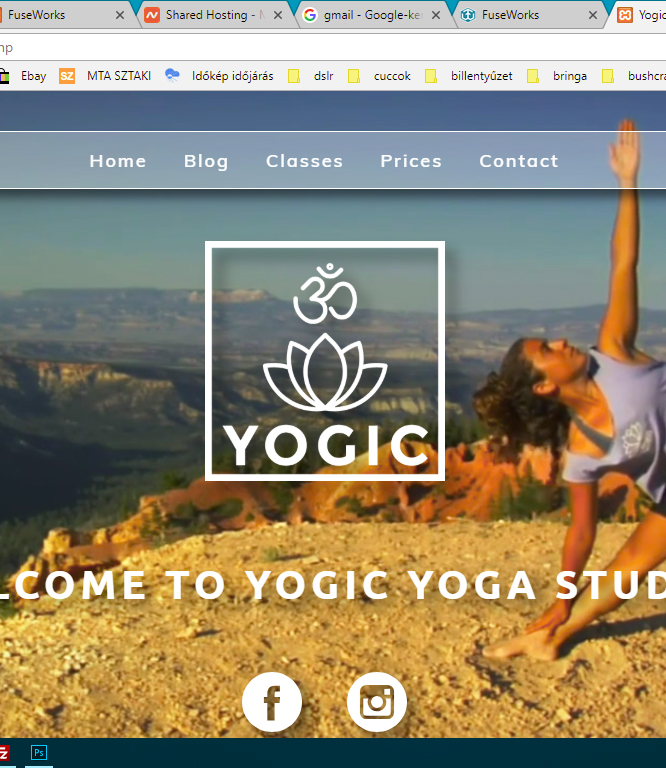 FuseWorks Shared Hosting - gmail - Google-ke FuseWorks Yogic
np
Ebay SZ MTA SZTAKI Időkép időjárás dslr cuccok billentyűzet bringa bushcra
Home Blog Classes Prices Contact
ॐ
YOGIC
LCOME TO YOGIC YOGA STUD
f
Ps